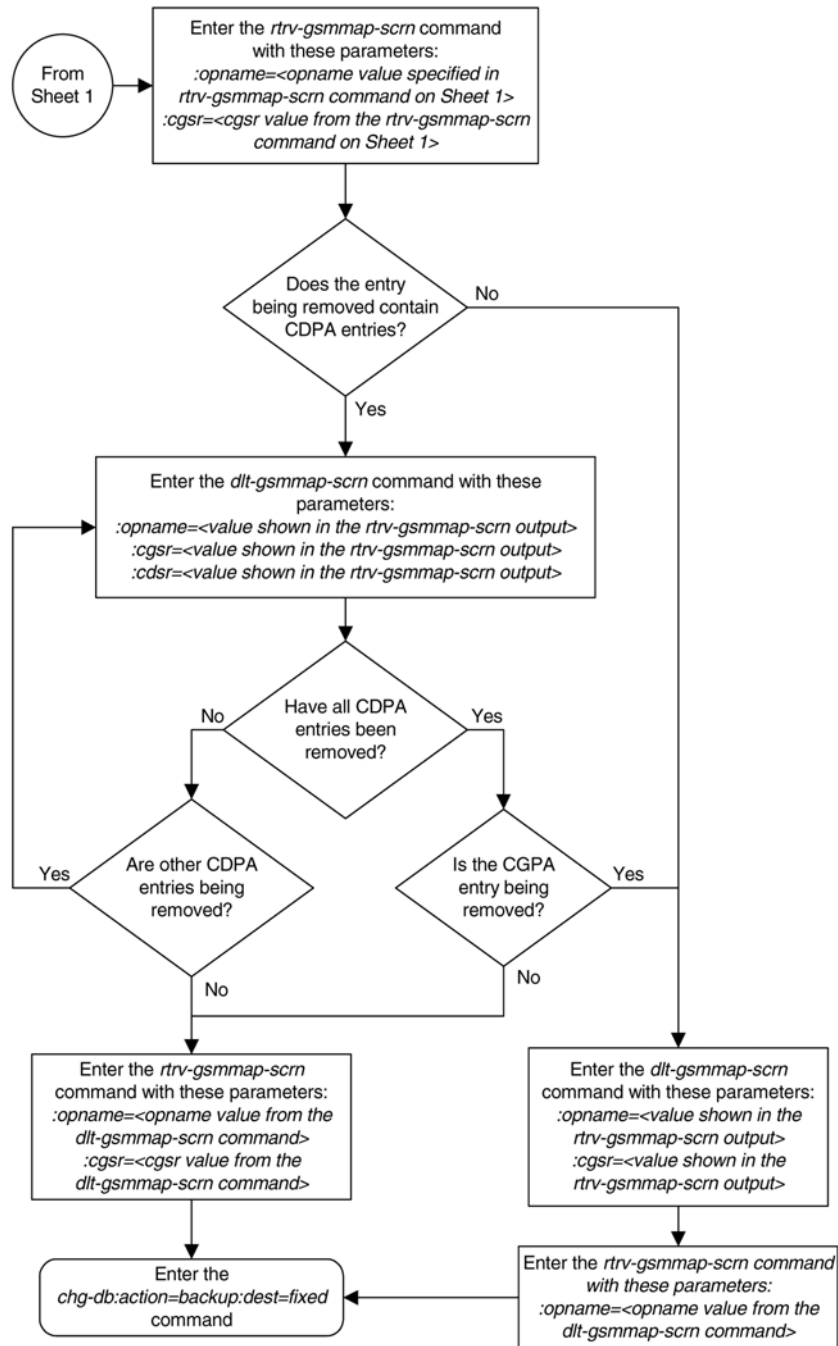 From
Sheet 1
Enter the rtrv-gsmmap-scrn command
with these parameters:
:opname=<opname value specified in
rtrv-gsmmap-scrn command on Sheet 1>
:cgsr=<cgsr value from the rtrv-gsmmap-scrn
command on Sheet 1>
Does the entry
being removed contain
CDPA entries?
No
Yes
Enter the dlt-gsmmap-scrn command with these
parameters:
:opname=<value shown in the rtrv-gsmmap-scrn output>
:cgsr=<value shown in the rtrv-gsmmap-scrn output>
:cdsr=<value shown in the rtrv-gsmmap-scrn output>
Have all CDPA
entries been
removed?
No
Yes
Are other CDPA
entries being
removed?
Yes
No
Is the CGPA
entry being
removed?
Yes
No
Enter the rtrv-gsmmap-scrn
command with these parameters:
:opname=<opname value from the
dlt-gsmmap-scrn command>
:cgsr=<cgsr value from the
dlt-gsmmap-scrn command>
Enter the dlt-gsmmap-scrn
command with these parameters:
:opname=<value shown in the
rtrv-gsmmap-scrn output>
:cgsr=<value shown in the
rtrv-gsmmap-scrn output>
Enter the
chg-db:action=backup:dest=fixed
command
Enter the rtrv-gsmmap-scrn command
with these parameters:
:opname=<opname value from the
dlt-gsmmap-scrn command>